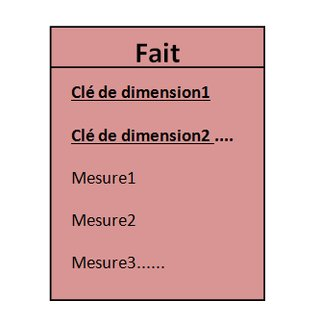 Fait
Clé de dimension1
Clé de dimension2 ....
Mesure1
Mesure2
Mesure3......